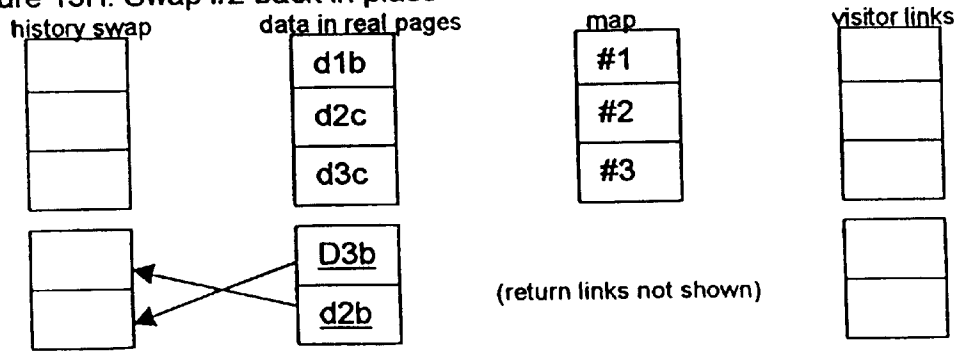 Swap #2 back in place
history swap data in real pages map visitor links
d1b #1
d2c #2
d3c #3
D3b
(return links not shown)
d2b